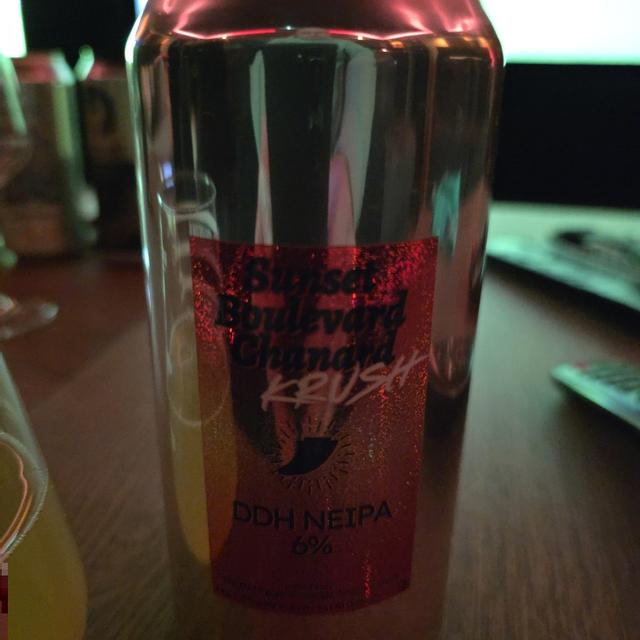 Sunset
Boulevard
Chanard
KRUSH
DDH NEIPA
6%